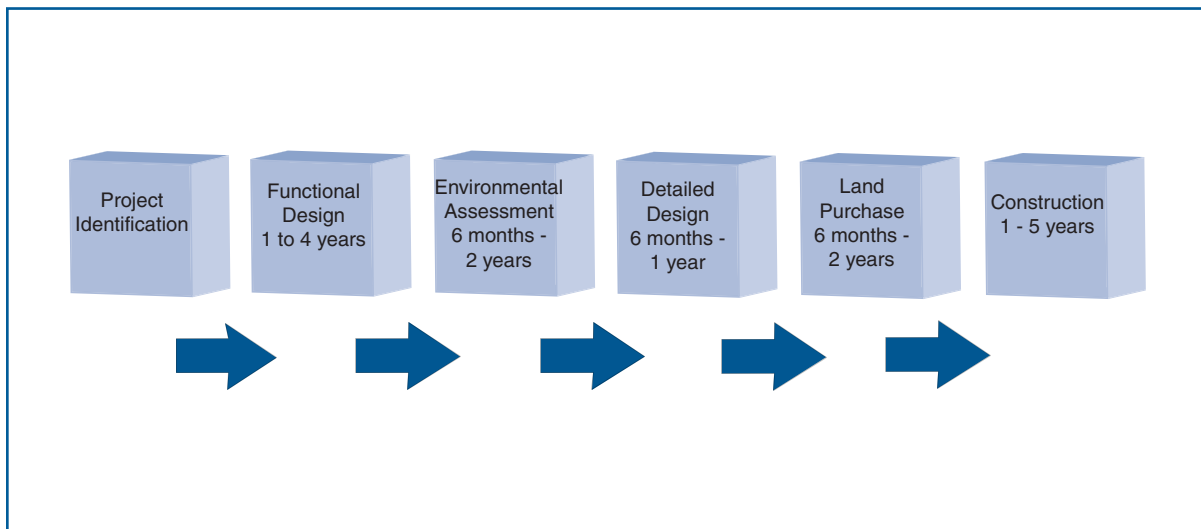 Project
Identification
Functional
Design
1 to 4 years
Environmental
Assessment
6 months -
2 years
Detailed
Design
6 months -
1 year
Land
Purchase
6 months -
2 years
Construction
1 - 5 years